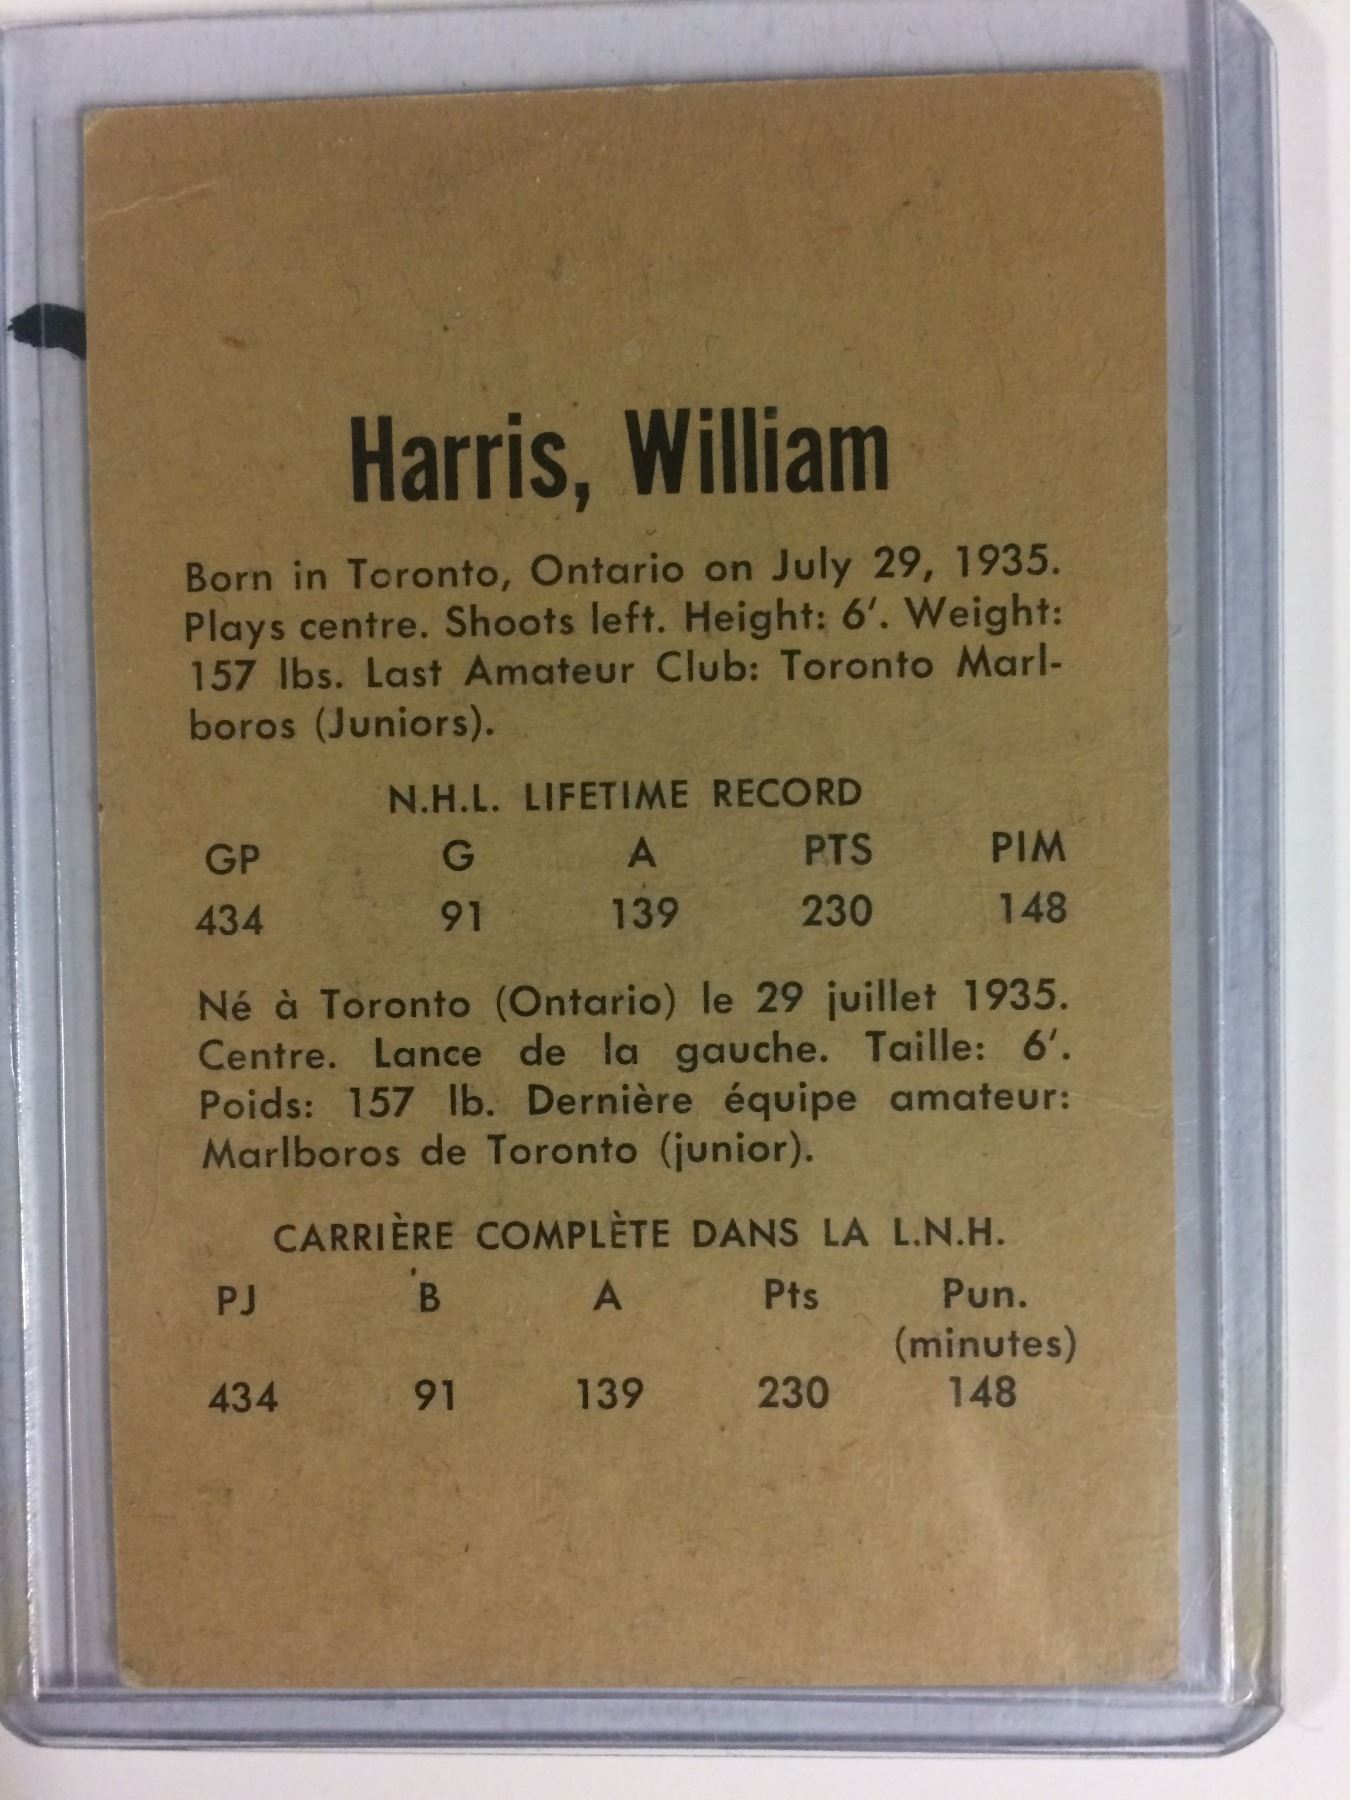 Harris, William
Born in Toronto, Ontario on July 29, 1935.
Plays centre. Shoots left. Height: 6'. Weight:
157 lbs. Last Amateur Club: Toronto Marl-
boros (Juniors).
N.H.L. LIFETIME RECORD
GP G A PTS PIM
434 91 139 230 148
Né à Toronto (Ontario) le 29 juillet 1935.
Centre. Lance de la gauche. Taille: 6'.
Poids: 157 lb. Dernière équipe amateur:
Marlboros de Toronto (junior).
CARRIÈRE COMPLÈTE DANS LA L.N.H.
PJ B A Pts Pun.
(minutes)
434 91 139 230 148